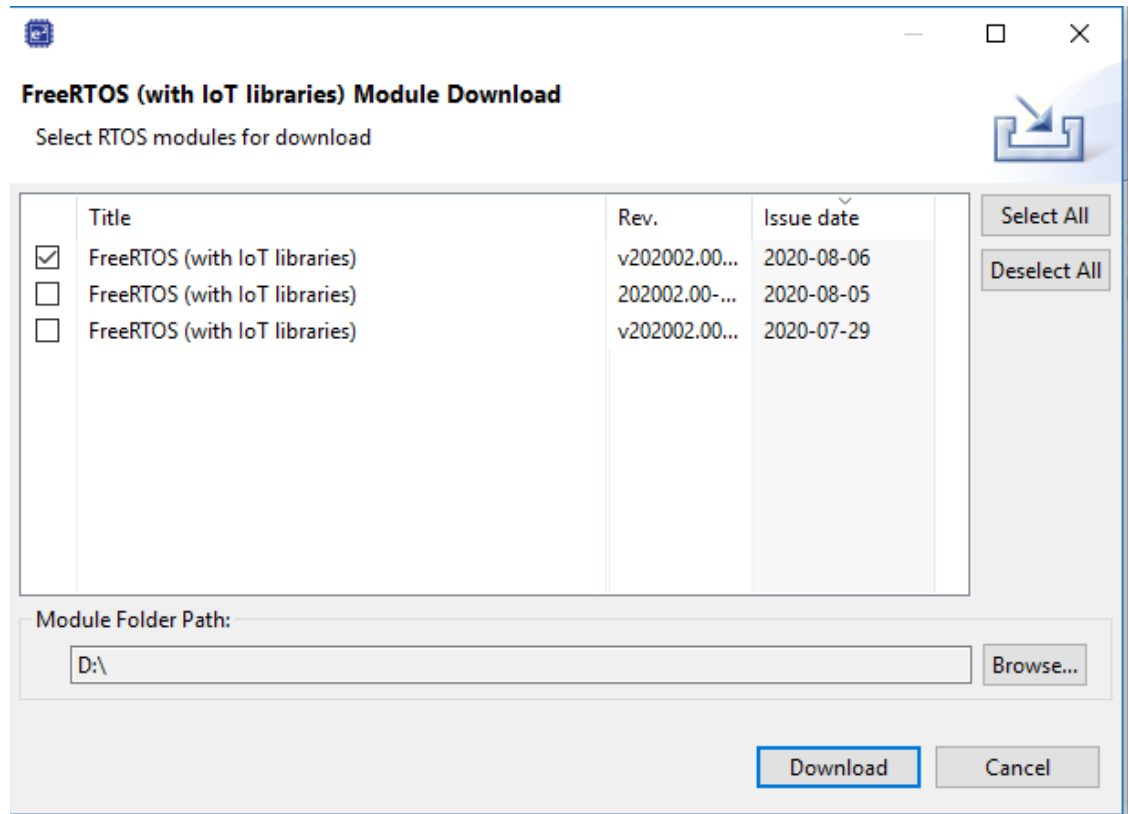 e²
FreeRTOS (with IoT libraries) Module Download
Select RTOS modules for download
Title Rev. Issue date
FreeRTOS (with IoT libraries) v202002.00... 2020-08-06
FreeRTOS (with IoT libraries) 202002.00-... 2020-08-05
FreeRTOS (with IoT libraries) v202002.00... 2020-07-29
Select All
Deselect All
Module Folder Path:
D:\
Browse...
Download
Cancel